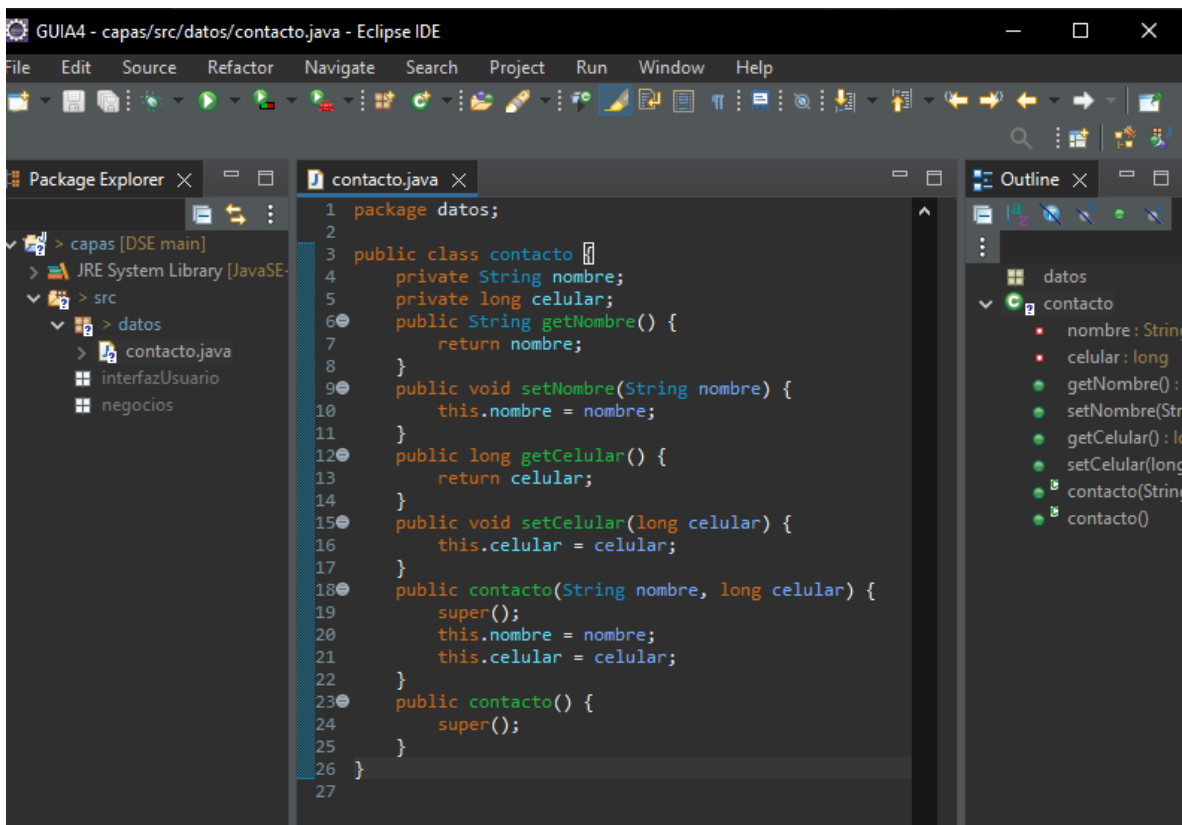 GUIA4 - capas/src/datos/contacto.java - Eclipse IDE
File Edit Source Refactor Navigate Search Project Run Window Help
Package Explorer
> capas [DSE main]
JRE System Library [JavaSE-
> src
> datos
contacto.java
interfazUsuario
negocios
contacto.java
1 package datos;
2
3 public class contacto {
4 private String nombre;
5 private long celular;
6 public String getNombre() {
7 return nombre;
8 }
9 public void setNombre(String nombre) {
10 this.nombre = nombre;
11 }
12 public long getCelular() {
13 return celular;
14 }
15 public void setCelular(long celular) {
16 this.celular = celular;
17 }
18 public contacto(String nombre, long celular) {
19 super();
20 this.nombre = nombre;
21 this.celular = celular;
22 }
23 public contacto() {
24 super();
25 }
26 }
27
Outline
datos
contacto
nombre : String
celular : long
getNombre() :
setNombre(Str
getCelular() : lo
setCelular(long
contacto(String
contacto()